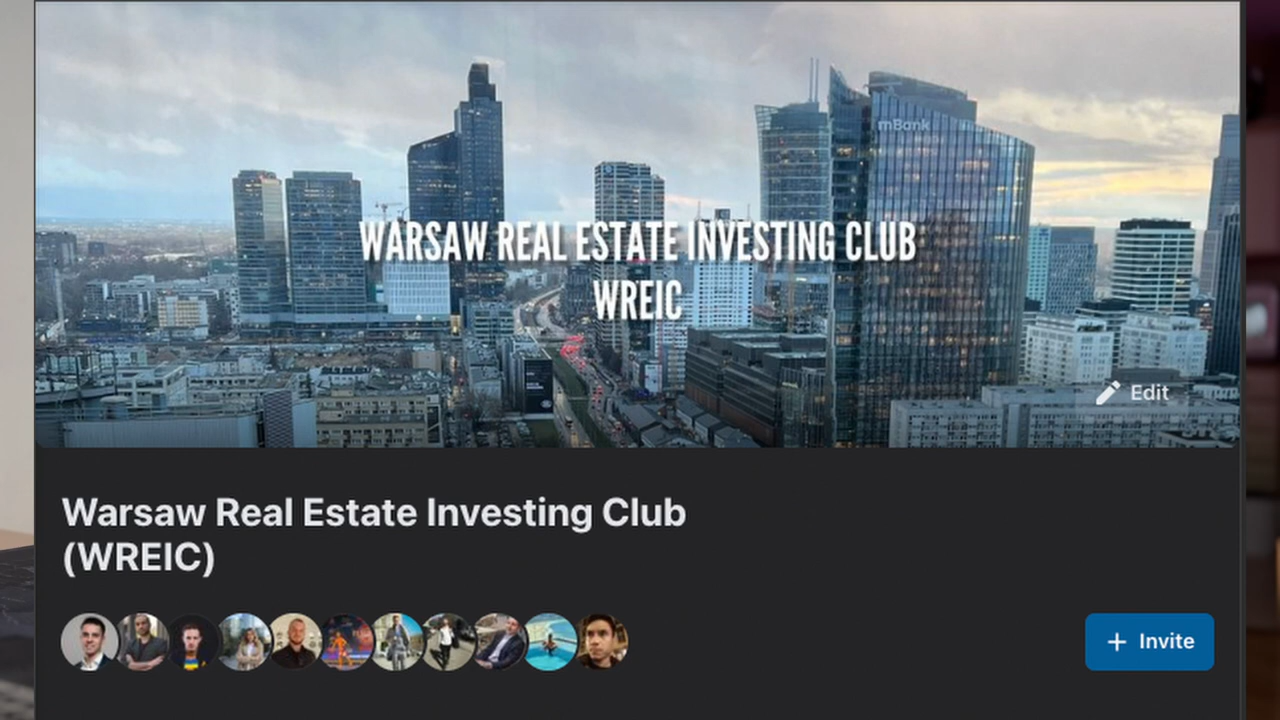 mBank
WARSAW REAL ESTATE INVESTING CLUB
WREIC
Edit
Warsaw Real Estate Investing Club
(WREIC)
+ Invite